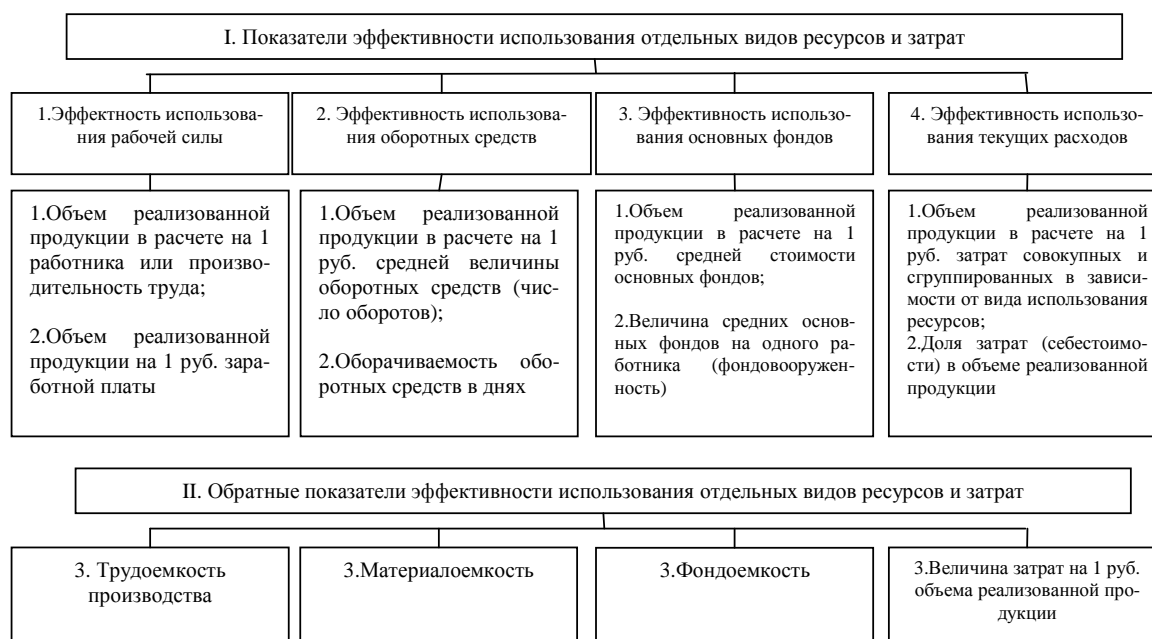 I. Показатели эффективности использования отдельных видов ресурсов и затрат
1.Эффектность использова-
ния рабочей силы
2. Эффективность использова-
ния оборотных средств
3. Эффективность использо-
вания основных фондов
4. Эффективность использо-
вания текущих расходов
1.Объем реализованной
продукции в расчете на 1
работника или произво-
дительность труда;
2.Объем реализованной
продукции на 1 руб. зара-
ботной платы
1.Объем реализованной
продукции в расчете на 1
руб. средней величины
оборотных средств (чис-
ло оборотов);
2.Оборачиваемость обо-
ротных средств в днях
1.Объем реализованной
продукции в расчете на 1
руб. средней стоимости
основных фондов;
2.Величина средних основ-
ных фондов на одного ра-
ботника (фондовооружен-
ность)
1.Объем реализованной
продукции в расчете на 1
руб. затрат совокупных и
сгруппированных в зависи-
мости от вида использования
ресурсов;
2.Доля затрат (себестоимо-
сти) в объеме реализованной
продукции
II. Обратные показатели эффективности использования отдельных видов ресурсов и затрат
3. Трудоемкость
производства
3.Материалоемкость
3.Фондоемкость
3.Величина затрат на 1 руб.
объема реализованной про-
дукции